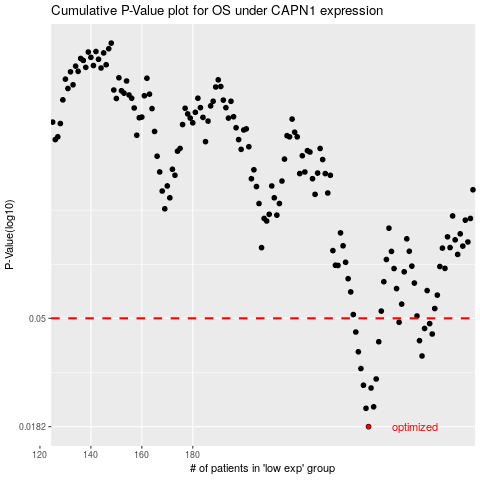 Cumulative P-Value plot for OS under CAPN1 expression
P-Value(log10)
0.05
0.0182
optimized
120 140 160 180
# of patients in 'low exp' group